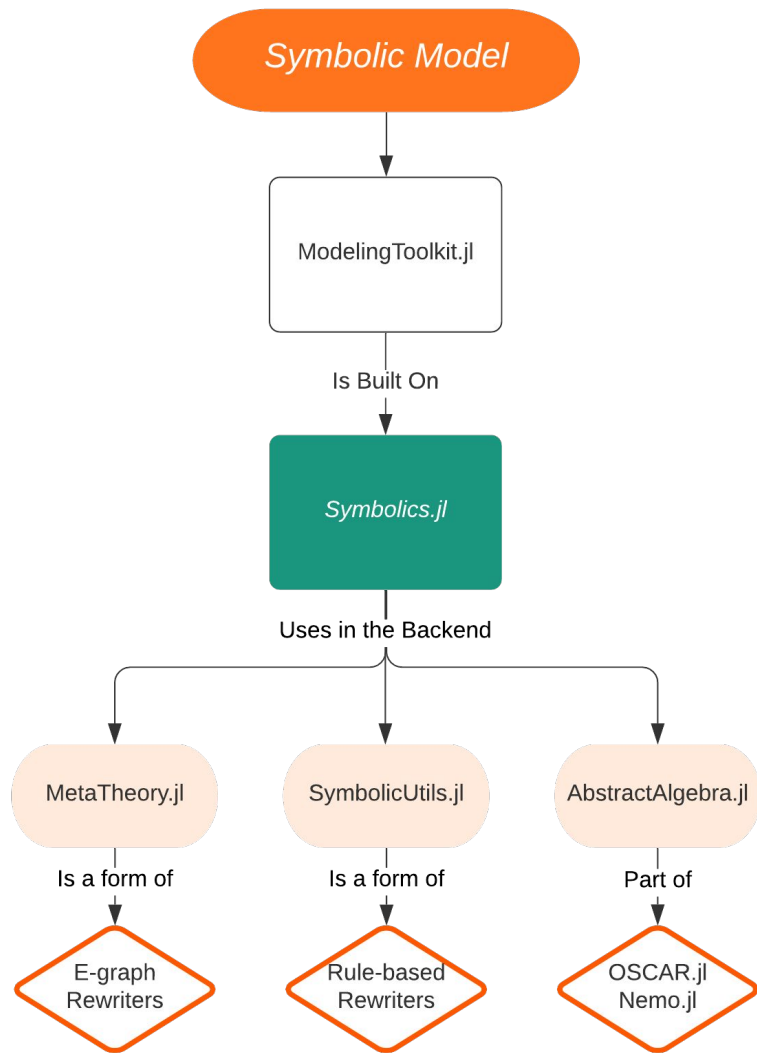 Symbolic Model
ModelingToolkit.jl
Is Built On
Symbolics.jl
Uses in the Backend
MetaTheory.jl
SymbolicUtils.jl
AbstractAlgebra.jl
Is a form of
Is a form of
Part of
E-graph
Rewriters
Rule-based
Rewriters
OSCAR.jl
Nemo.jl